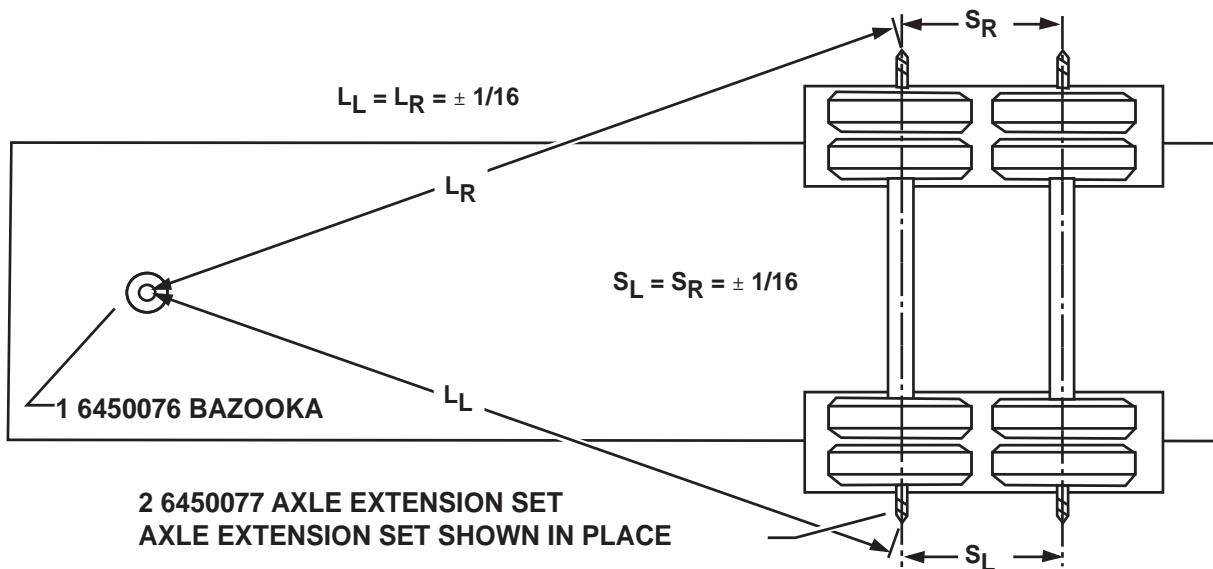 S_R
L_L = L_R = ± 1/16
L_R
S_L = S_R = ± 1/16
1 6450076 BAZOOKA
L_L
2 6450077 AXLE EXTENSION SET
AXLE EXTENSION SET SHOWN IN PLACE
S_L